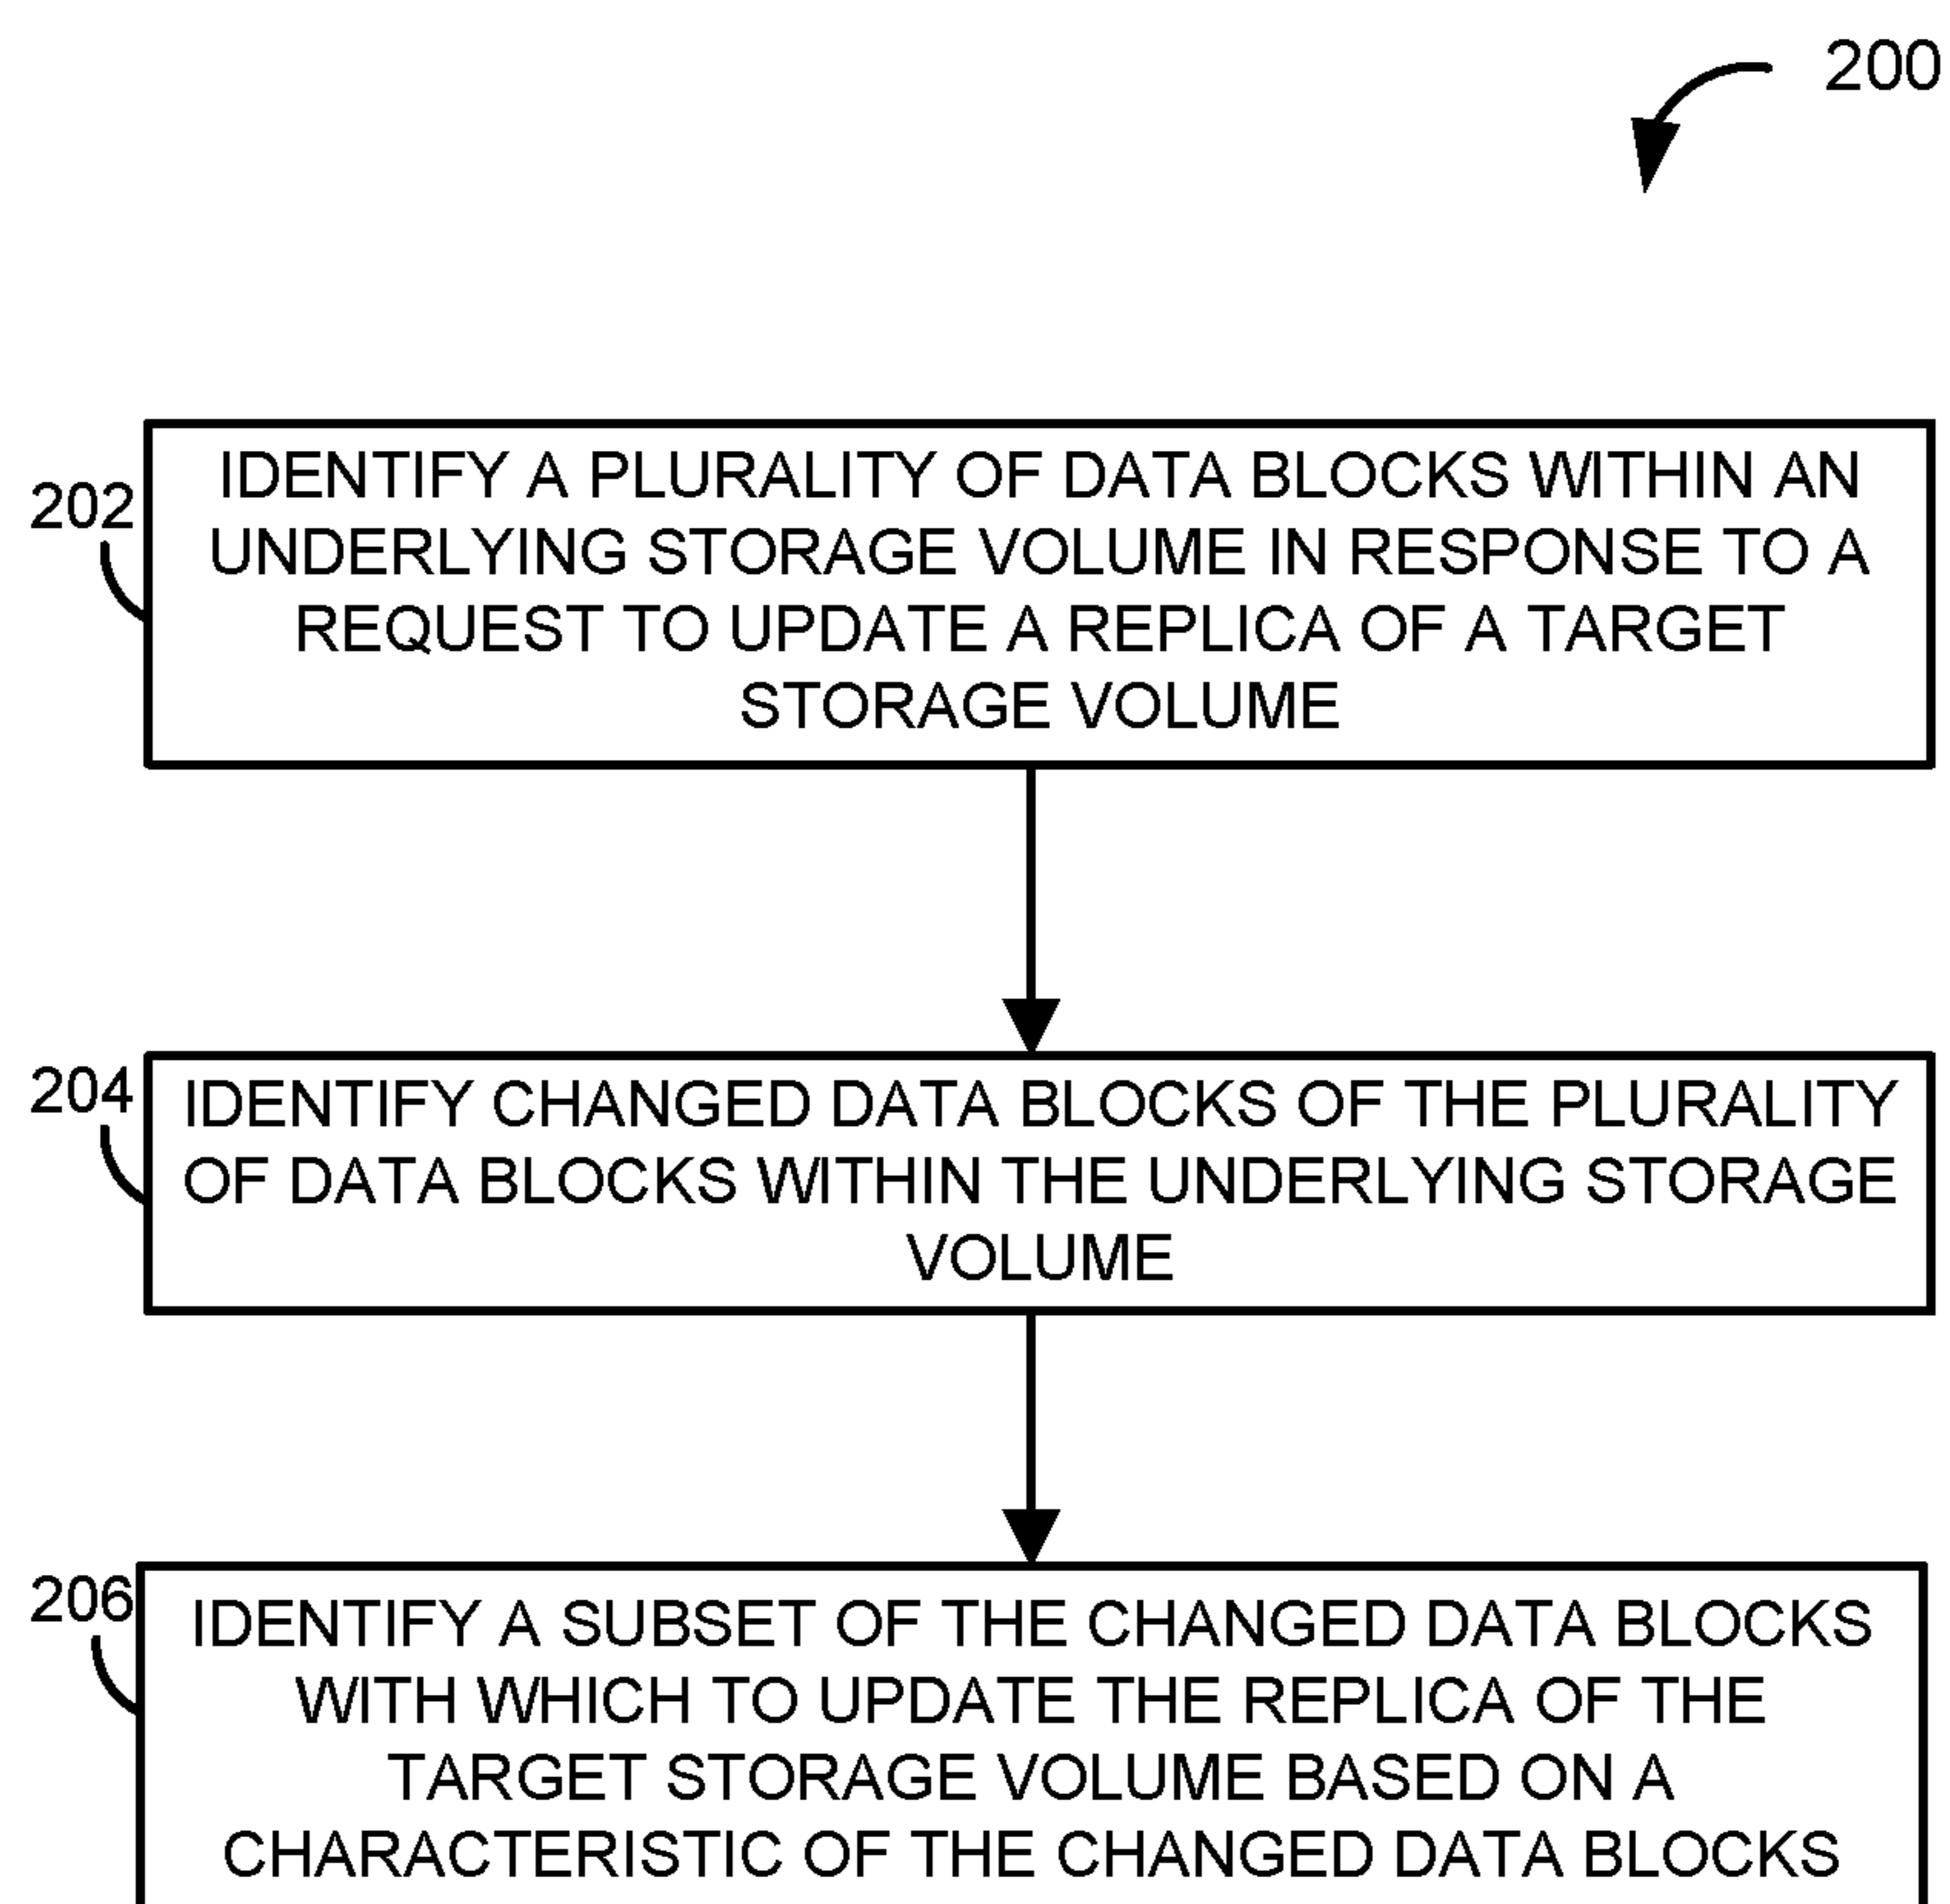 200
202
IDENTIFY A PLURALITY OF DATA BLOCKS WITHIN AN
UNDERLYING STORAGE VOLUME IN RESPONSE TO A
REQUEST TO UPDATE A REPLICA OF A TARGET
STORAGE VOLUME
204
IDENTIFY CHANGED DATA BLOCKS OF THE PLURALITY
OF DATA BLOCKS WITHIN THE UNDERLYING STORAGE
VOLUME
206
IDENTIFY A SUBSET OF THE CHANGED DATA BLOCKS
WITH WHICH TO UPDATE THE REPLICA OF THE
TARGET STORAGE VOLUME BASED ON A
CHARACTERISTIC OF THE CHANGED DATA BLOCKS